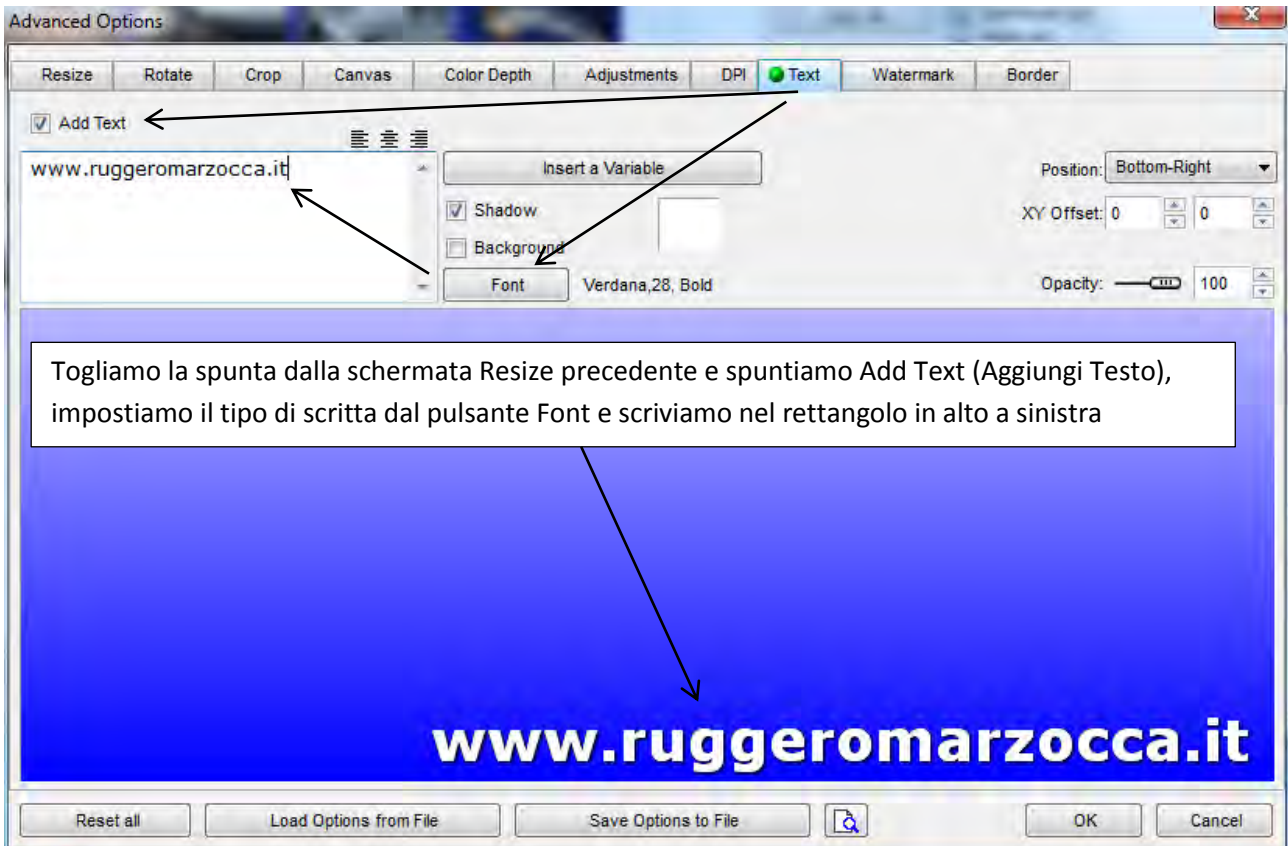 Advanced Options
Resize Rotate Crop Canvas Color Depth Adjustments DPI Text Watermark Border
Add Text
www.ruggeromarzocca.it
Insert a Variable
Position: Bottom-Right
Shadow
XY Offset: 0 0
Background
Font Verdana,28, Bold
Opacity: 100
Togliamo la spunta dalla schermata Resize precedente e spuntiamo Add Text (Aggiungi Testo),
impostiamo il tipo di scritta dal pulsante Font e scriviamo nel rettangolo in alto a sinistra
www.ruggeromarzocca.it
Reset all Load Options from File Save Options to File OK Cancel